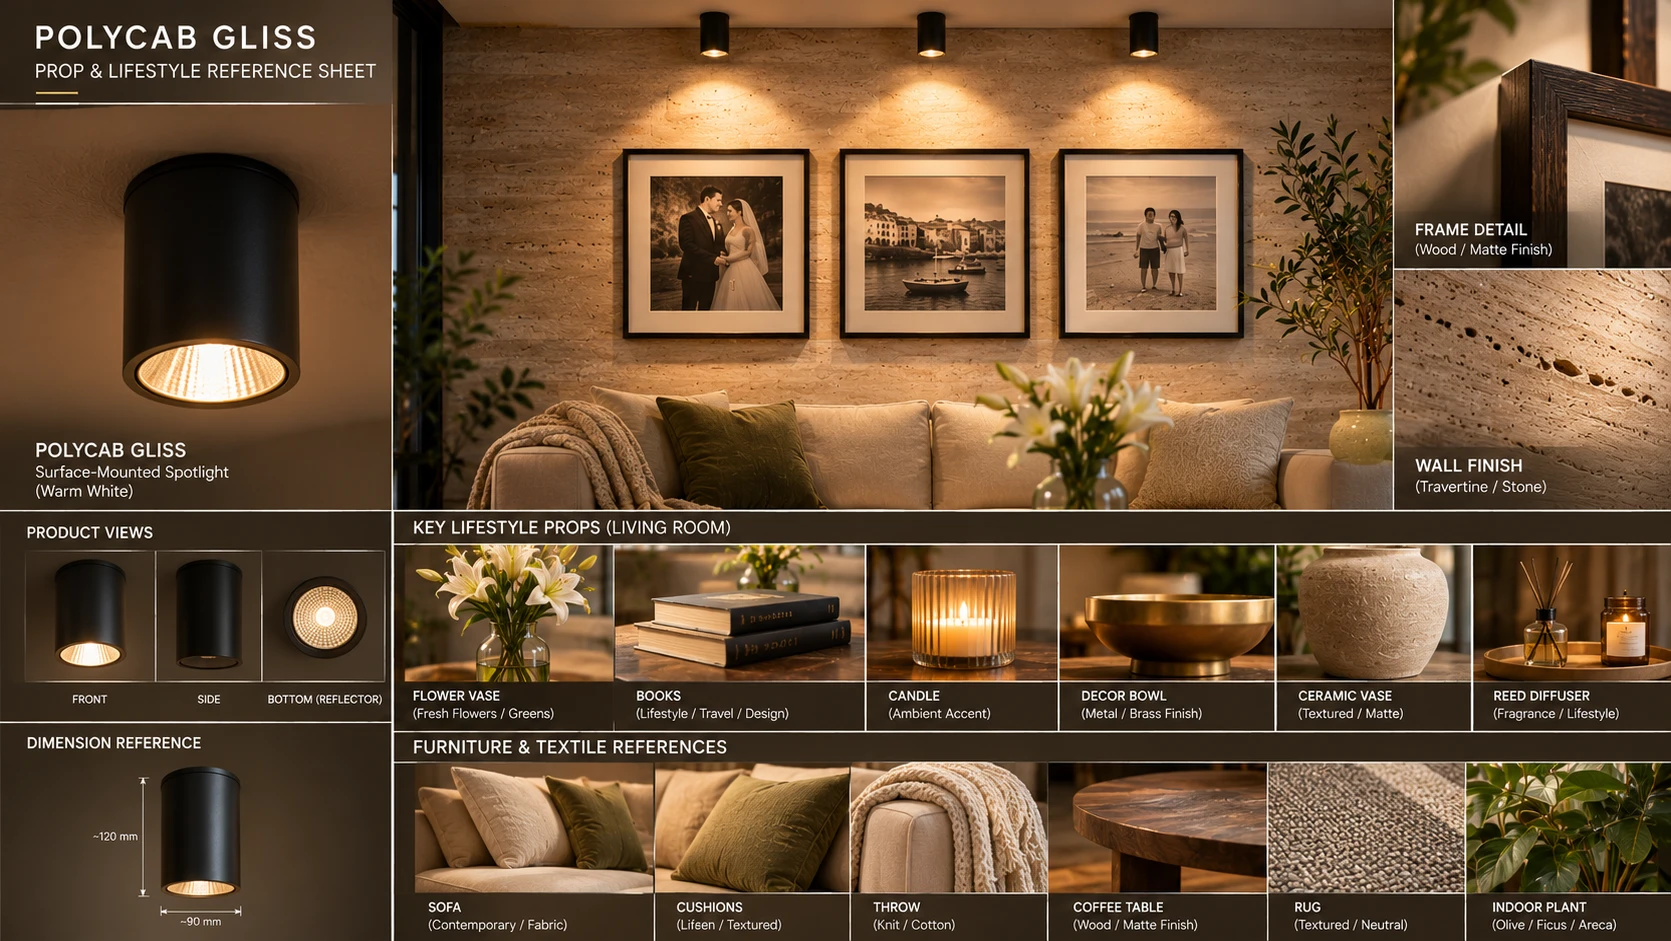 POLYCAB GLISS
PROP & LIFESTYLE REFERENCE SHEET
POLYCAB GLISS
Surface-Mounted Spotlight
(Warm White)
FRAME DETAIL
(Wood / Matte Finish)
WALL FINISH
(Travertine / Stone)
PRODUCT VIEWS
FRONT
SIDE
BOTTOM (REFLECTOR)
DIMENSION REFERENCE
~120 mm
~90 mm
KEY LIFESTYLE PROPS (LIVING ROOM)
FLOWER VASE
(Fresh Flowers / Greens)
BOOKS
(Lifestyle / Travel / Design)
CANDLE
(Ambient Accent)
DECOR BOWL
(Metal / Brass Finish)
CERAMIC VASE
(Textured / Matte)
REED DIFFUSER
(Fragrance / Lifestyle)
FURNITURE & TEXTILE REFERENCES
SOFA
(Contemporary / Fabric)
CUSHIONS
(Lifeen / Textured)
THROW
(Knit / Cotton)
COFFEE TABLE
(Wood / Matte Finish)
RUG
(Textured / Neutral)
INDOOR PLANT
(Olive / Ficus / Areca)